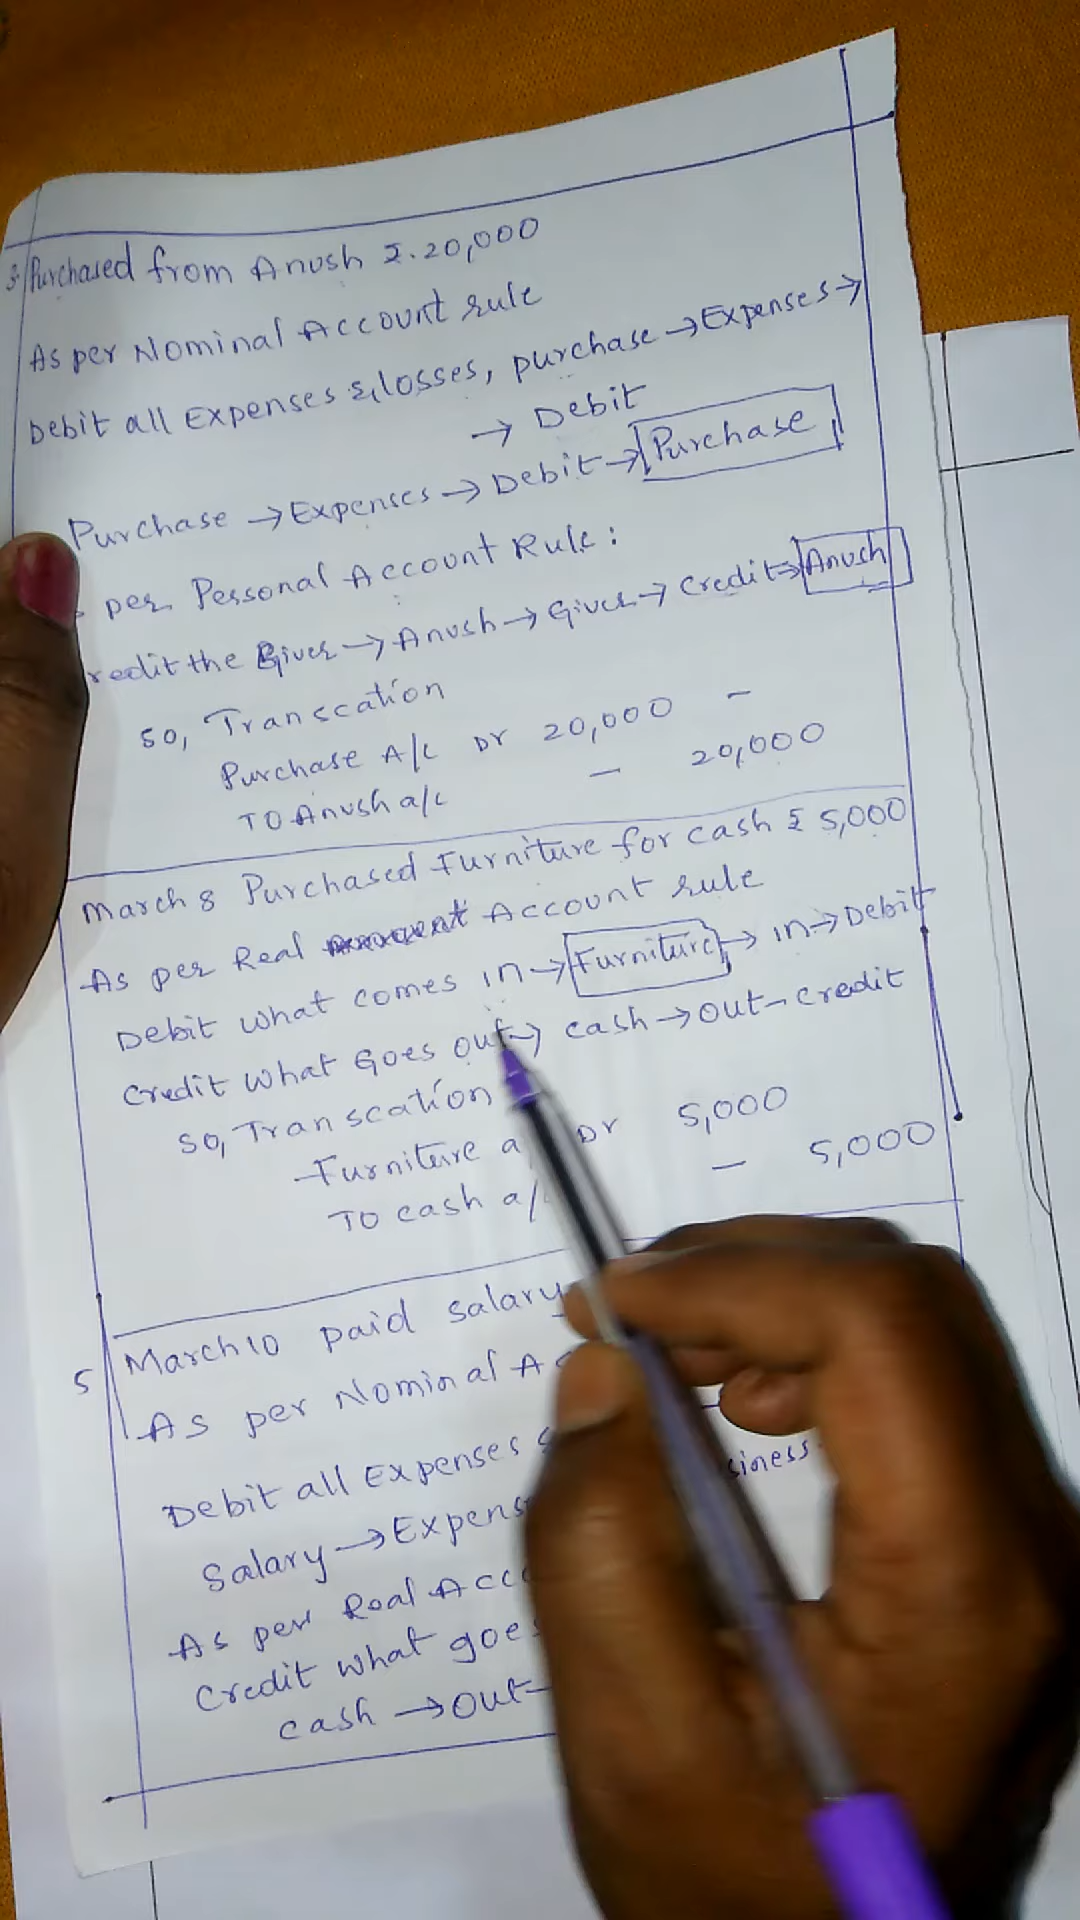 3. Purchased from Anush ₹.20,000
As per Nominal Account rule
Debit all Expenses & losses, purchase → Expenses →
→ Debit
Purchase → Expenses → Debit → Purchase
per Personal Account Rule:
redit the Giver → Anush → Giver → Credit → Anush
So, Transcation
Purchase A/c Dr 20,000 -
TO Anush a/c - 20,000
March 8 Purchased Furniture for cash ₹ 5,000
As per Real Account rule
Debit what comes in → Furniture → in → Debit
Credit what Goes out → cash → out - credit
So, Transcation
Furniture a Dr 5,000
TO cash a/ - 5,000
5 March 10 paid salary
As per Nominal A
Debit all Expenses siness
Salary → Expens
As per Real Acc
Credit what goes
cash → out -